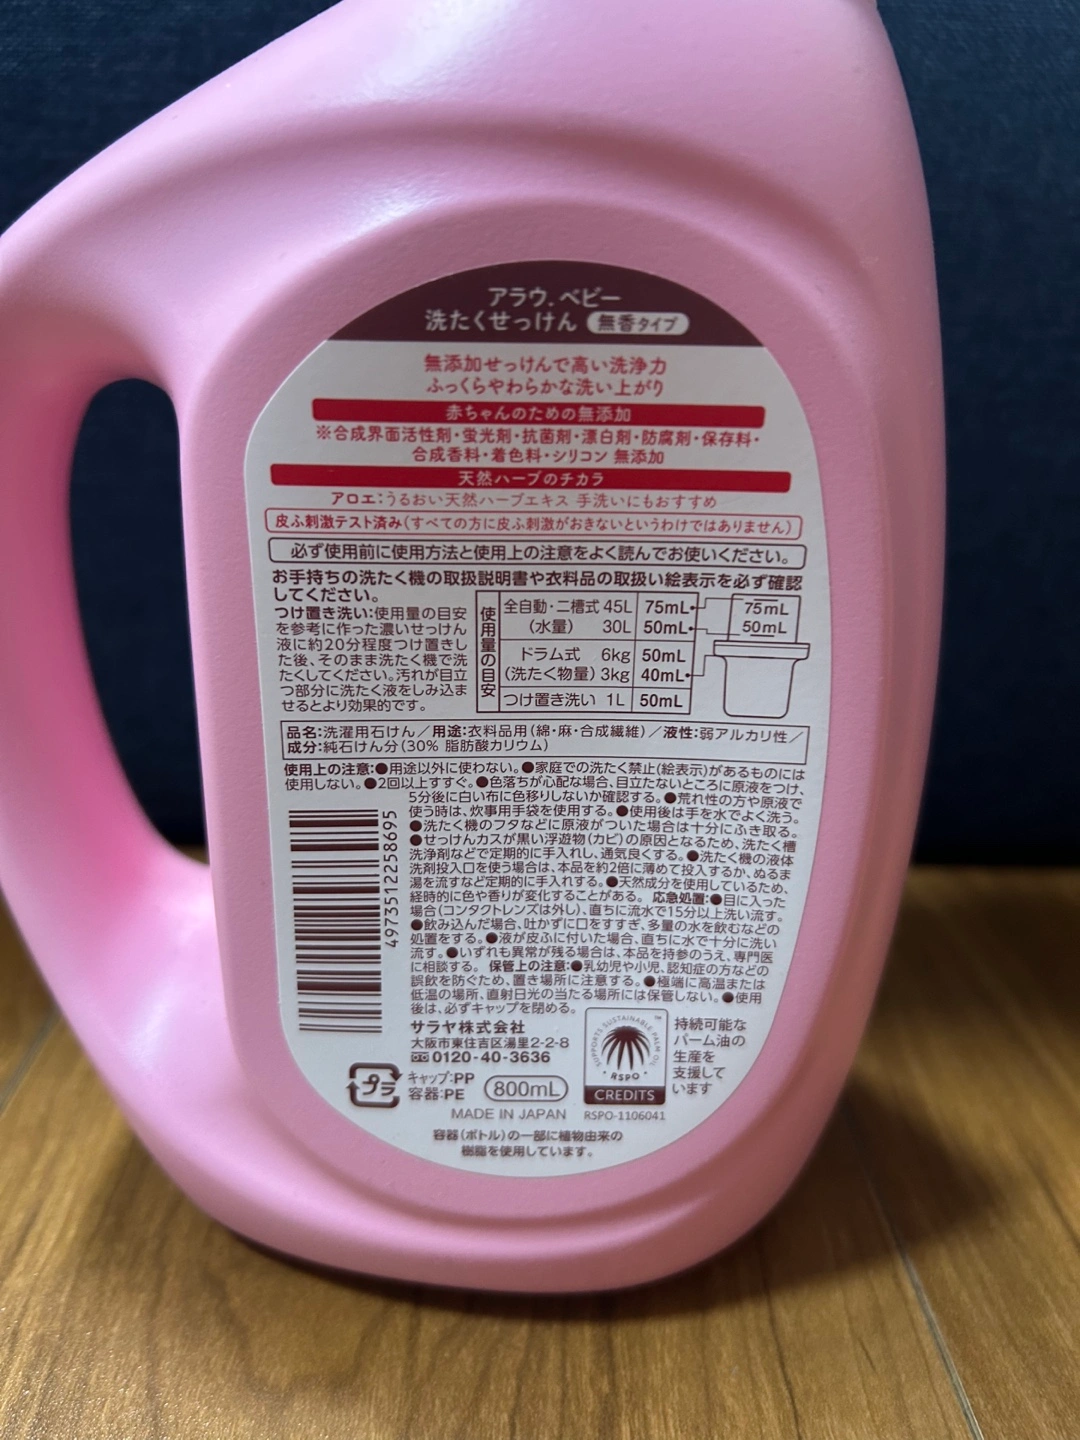 アラウ.ベビー
洗たくせっけん 無香タイプ
無添加せっけんで高い洗浄力
ふっくらやわらかな洗い上がり
赤ちゃんのための無添加
※合成界面活性剤・蛍光剤・抗菌剤・漂白剤・防腐剤・保存料・
合成香料・着色料・シリコン 無添加
天然ハーブのチカラ
アロエ:うるおい天然ハーブエキス 手洗いにもおすすめ
皮ふ刺激テスト済み(すべての方に皮ふ刺激がおきないというわけではありません)
必ず使用前に使用方法と使用上の注意をよく読んでお使いください。
お手持ちの洗たく機の取扱説明書や衣料品の取扱い絵表示を必ず確認
してください。
つけ置き洗い:使用量の目安
を参考に作った濃いせっけん
液に約20分程度つけ置きし
た後、そのまま洗たく機で洗
たくしてください。汚れが目立
つ部分に洗たく液をしみ込ま
せるとより効果的です。
使用量の目安
全自動・二槽式 45L 75mL
(水量) 30L 50mL
ドラム式 6kg 50mL
(洗たく物量) 3kg 40mL
つけ置き洗い 1L 50mL
75mL
50mL
品名:洗濯用石けん/用途:衣料品用(綿・麻・合成繊維)/液性:弱アルカリ性/
成分:純石けん分(30% 脂肪酸カリウム)
使用上の注意:●用途以外に使わない。●家庭での洗たく禁止(絵表示)があるものには
使用しない。●2回以上すすぐ。●色落ちが心配な場合、目立たないところに原液をつけ、
5分後に白い布に色移りしないか確認する。●荒れ性の方や原液で
使う時は、炊事用手袋を使用する。●使用後は手を水でよく洗う。
●洗たく機のフタなどに原液がついた場合は十分にふき取る。
●せっけんカスが黒い浮遊物(カビ)の原因となるため、洗たく槽
洗浄剤などで定期的に手入れし、通気良くする。●洗たく機の液体
洗剤投入口を使う場合は、本品を約2倍に薄めて投入するか、ぬるま
湯を流すなど定期的に手入れする。●天然成分を使用しているため、
経時的に色や香りが変化することがある。 応急処置:●目に入った
場合(コンタクトレンズは外し)、直ちに流水で15分以上洗い流す。
●飲み込んだ場合、吐かずに口をすすぎ、多量の水を飲むなどの
処置をする。●液が皮ふに付いた場合、直ちに水で十分に洗い
流す。●いずれも異常が残る場合は、本品を持参のうえ、専門医
に相談する。 保管上の注意:●乳幼児や小児、認知症の方などの
誤飲を防ぐため、置き場所に注意する。●極端に高温または
低温の場所、直射日光の当たる場所には保管しない。●使用
後は、必ずキャップを閉める。
4973512258695
サラヤ株式会社
大阪市東住吉区湯里2-2-8
0120-40-3636
プラ
キャップ:PP
容器:PE
800mL
MADE IN JAPAN
SUPPORTS SUSTAINABLE PALM OIL
TM
RSPO
CREDITS
RSPO-1106041
持続可能な
パーム油の
生産を
支援して
います
容器(ボトル)の一部に植物由来の
樹脂を使用しています。